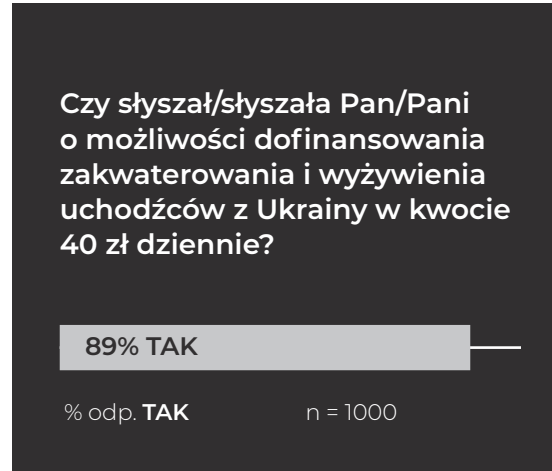 Czy słyszał/słyszała Pan/Pani
o możliwości dofinansowania
zakwaterowania i wyżywienia
uchodźców z Ukrainy w kwocie
40 zł dziennie?
89% TAK
% odp. TAK n = 1000